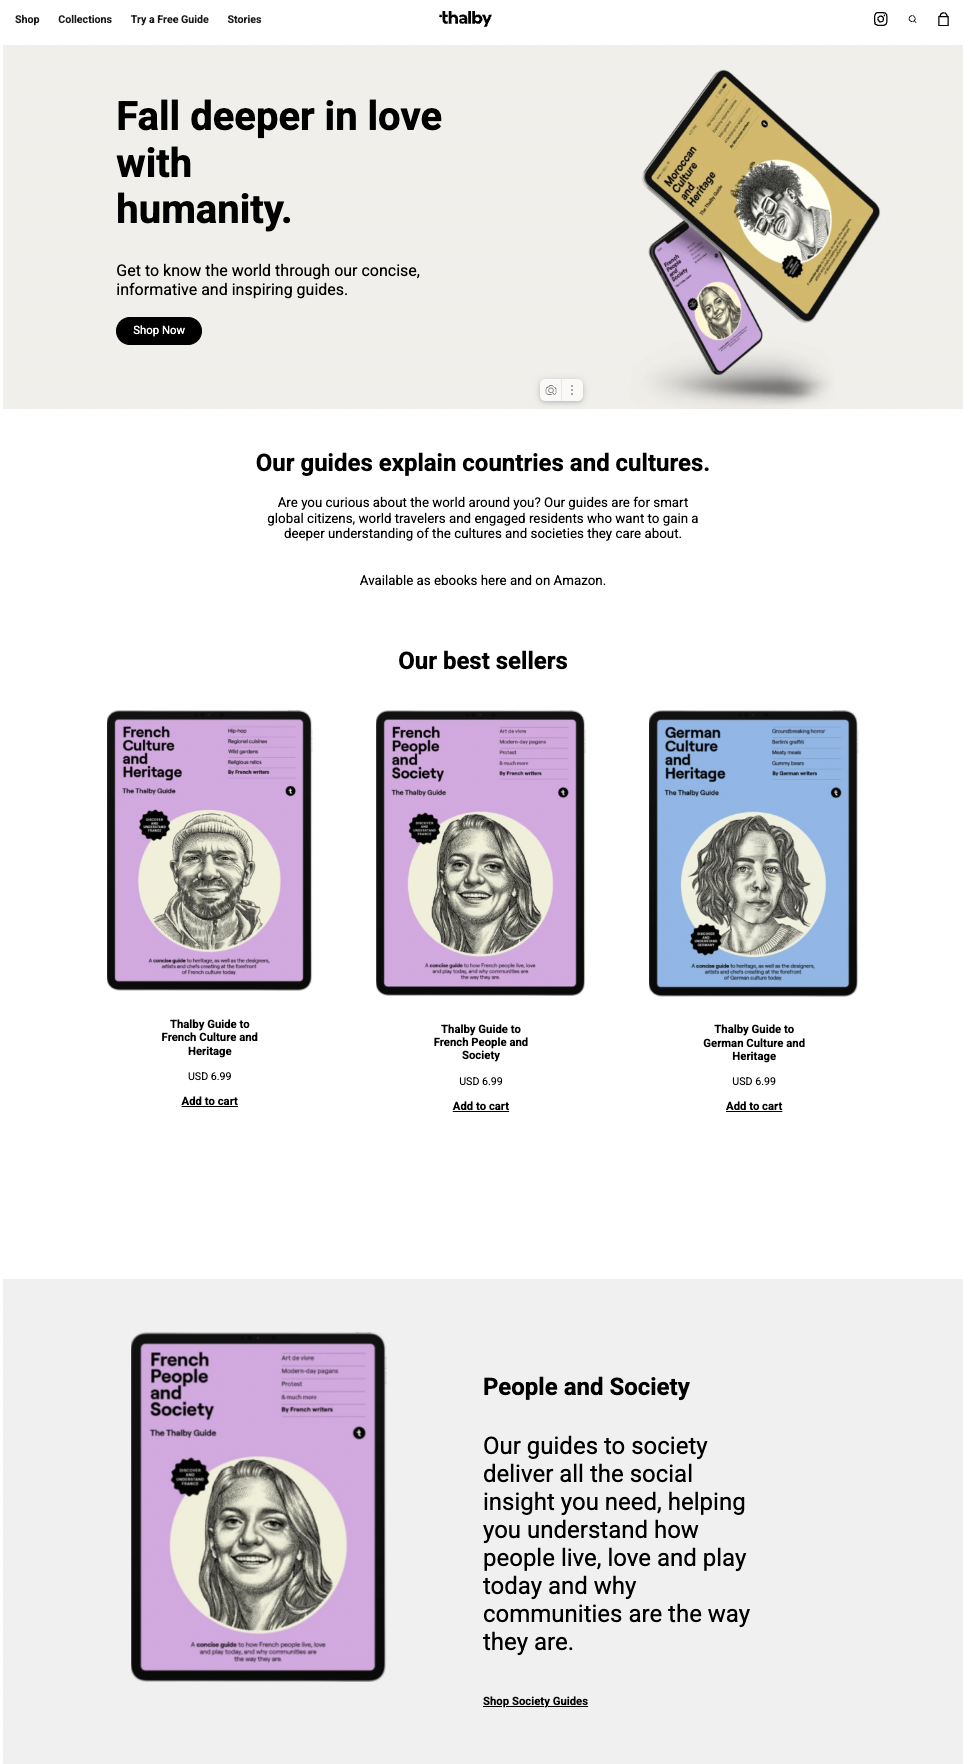 Shop Collections Try a Free Guide Stories
thalby
Fall deeper in love
with
humanity.
Get to know the world through our concise,
informative and inspiring guides.
Shop Now
Moroccan
Culture
and
Heritage
The Thalby Guide
French
People
and
Society
Our guides explain countries and cultures.
Are you curious about the world around you? Our guides are for smart
global citizens, world travelers and engaged residents who want to gain a
deeper understanding of the cultures and societies they care about.
Available as ebooks here and on Amazon.
Our best sellers
French
Culture
and
Heritage
Hip-hop
Regional cuisines
Wild gardens
Religious relics
By French writers
The Thalby Guide
t
DISCOVER
AND
UNDERSTAND
FRANCE
A concise guide to heritage, as well as the designers,
artists and chefs creating at the forefront
of French culture today
Thalby Guide to
French Culture and
Heritage
USD 6.99
Add to cart
French
People
and
Society
Art de vivre
Modern-day pagans
Protest
& much more
By French writers
The Thalby Guide
t
DISCOVER
AND
UNDERSTAND
FRANCE
A concise guide to how French people live, love
and play today, and why communities are
the way they are
Thalby Guide to
French People and
Society
USD 6.99
Add to cart
German
Culture
and
Heritage
Groundbreaking horror
Berlin's graffiti
Meaty meals
Gummy bears
By German writers
The Thalby Guide
t
DISCOVER
AND
UNDERSTAND
GERMANY
A concise guide to heritage, as well as the designers,
artists and chefs creating at the forefront
of German culture today
Thalby Guide to
German Culture and
Heritage
USD 6.99
Add to cart
French
People
and
Society
Art de vivre
Modern-day pagans
Protest
& much more
By French writers
The Thalby Guide
t
DISCOVER
AND
UNDERSTAND
FRANCE
A concise guide to how French people live, love
and play today, and why communities are
the way they are
People and Society
Our guides to society
deliver all the social
insight you need, helping
you understand how
people live, love and play
today and why
communities are the way
they are.
Shop Society Guides